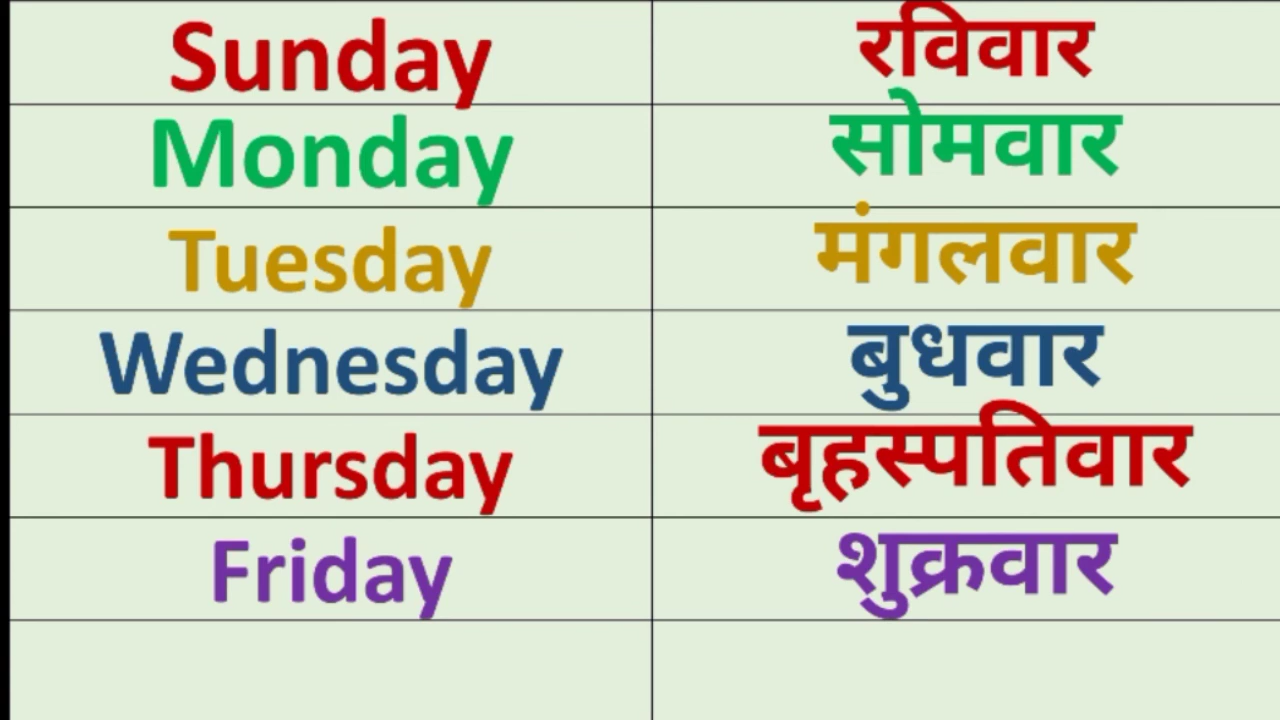 Sunday रविवार
Monday सोमवार
Tuesday मंगलवार
Wednesday बुधवार
Thursday बृहस्पतिवार
Friday शुक्रवार